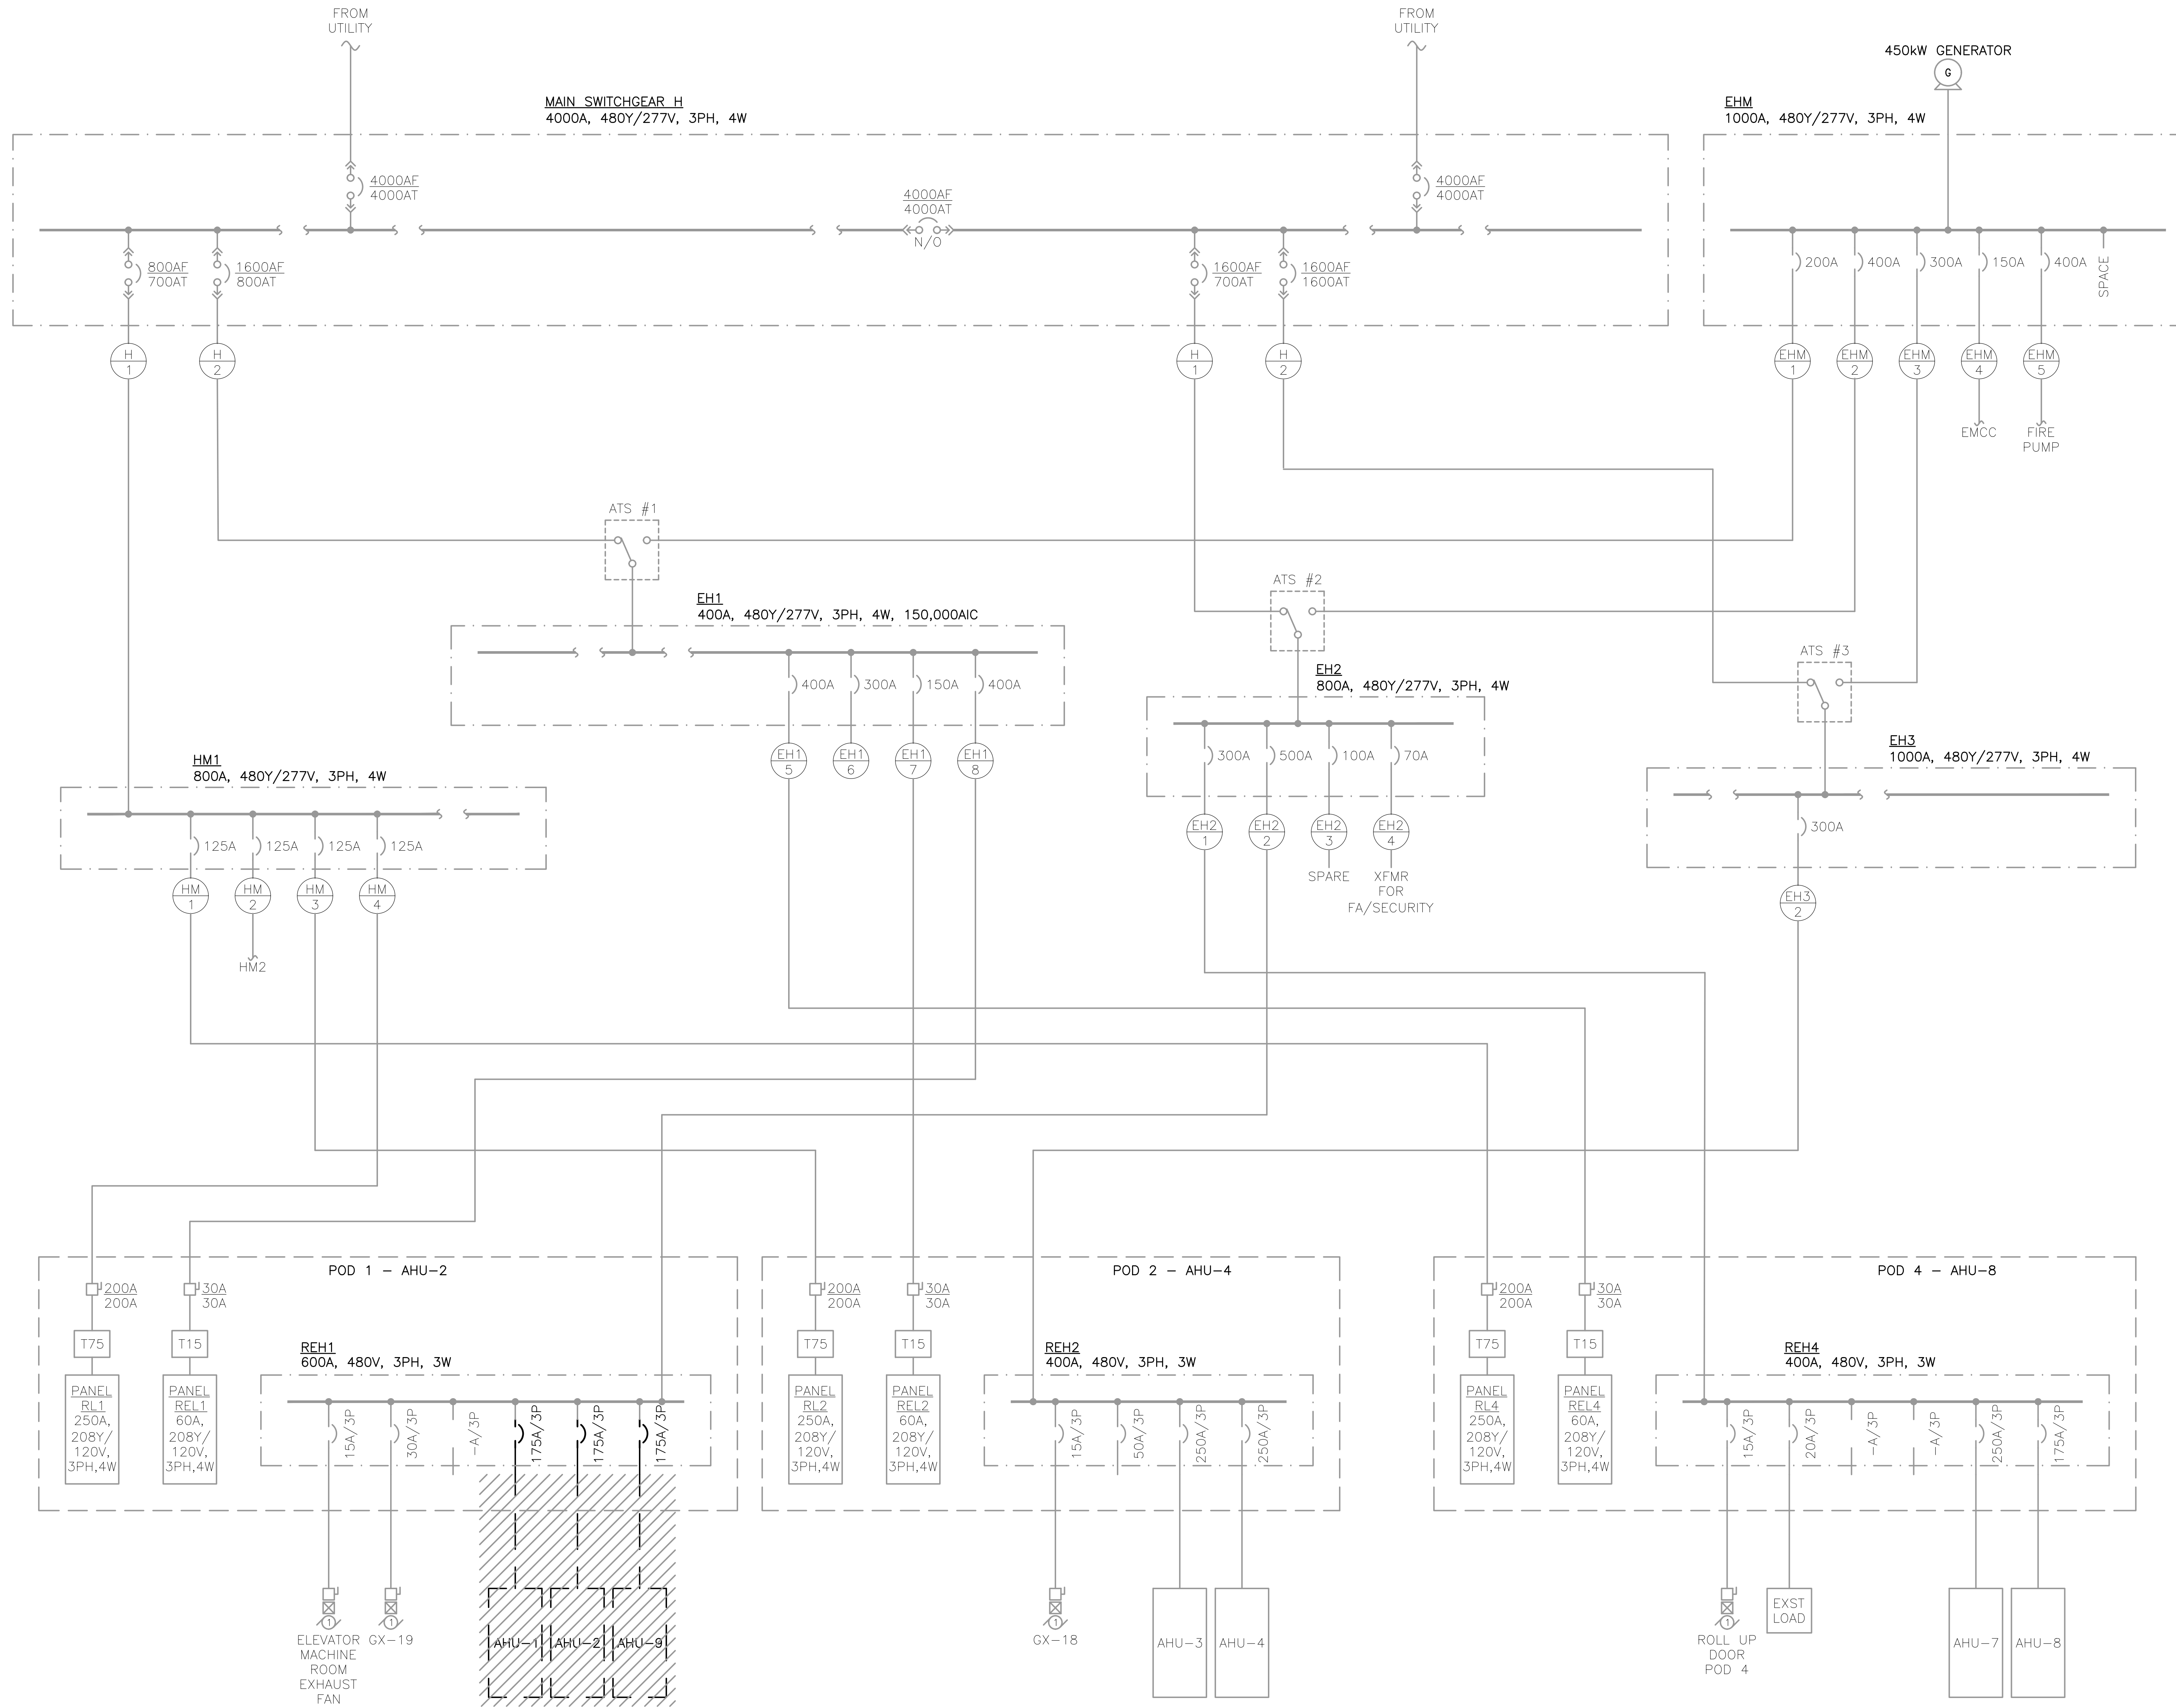 FROM
UTILITY
FROM
UTILITY
450kW GENERATOR
G
MAIN SWITCHGEAR H
4000A, 480Y/277V, 3PH, 4W
EHM
1000A, 480Y/277V, 3PH, 4W
4000AF
4000AT
4000AF
4000AT
N/O
4000AF
4000AT
800AF
700AT
1600AF
800AT
1600AF
700AT
1600AF
1600AT
200A
400A
300A
150A
400A
SPACE
H
1
H
2
H
1
H
2
EHM
1
EHM
2
EHM
3
EHM
4
EHM
5
EMCC
FIRE
PUMP
ATS #1
ATS #2
ATS #3
EH1
400A, 480Y/277V, 3PH, 4W, 150,000AIC
400A
300A
150A
400A
EH1
5
EH1
6
EH1
7
EH1
8
EH2
800A, 480Y/277V, 3PH, 4W
300A
500A
100A
70A
EH2
1
EH2
2
EH2
3
EH2
4
SPARE
XFMR
FOR
FA/SECURITY
EH3
1000A, 480Y/277V, 3PH, 4W
300A
EH3
2
HM1
800A, 480Y/277V, 3PH, 4W
125A
125A
125A
125A
HM
1
HM
2
HM
3
HM
4
HM2
POD 1 - AHU-2
200A
200A
30A
30A
T75
T15
PANEL
RL1
250A,
208Y/
120V,
3PH,4W
PANEL
REL1
60A,
208Y/
120V,
3PH,4W
REH1
600A, 480V, 3PH, 3W
15A/3P
30A/3P
-A/3P
175A/3P
175A/3P
175A/3P
1
ELEVATOR
MACHINE
ROOM
EXHAUST
FAN
1
GX-19
AHU-1
AHU-2
AHU-9
POD 2 - AHU-4
200A
200A
30A
30A
T75
T15
PANEL
RL2
250A,
208Y/
120V,
3PH,4W
PANEL
REL2
60A,
208Y/
120V,
3PH,4W
REH2
400A, 480V, 3PH, 3W
15A/3P
50A/3P
250A/3P
250A/3P
1
GX-18
AHU-3
AHU-4
POD 4 - AHU-8
200A
200A
30A
30A
T75
T15
PANEL
RL4
250A,
208Y/
120V,
3PH,4W
PANEL
REL4
60A,
208Y/
120V,
3PH,4W
REH4
400A, 480V, 3PH, 3W
15A/3P
20A/3P
-A/3P
-A/3P
250A/3P
175A/3P
1
ROLL UP
DOOR
POD 4
EXST
LOAD
AHU-7
AHU-8